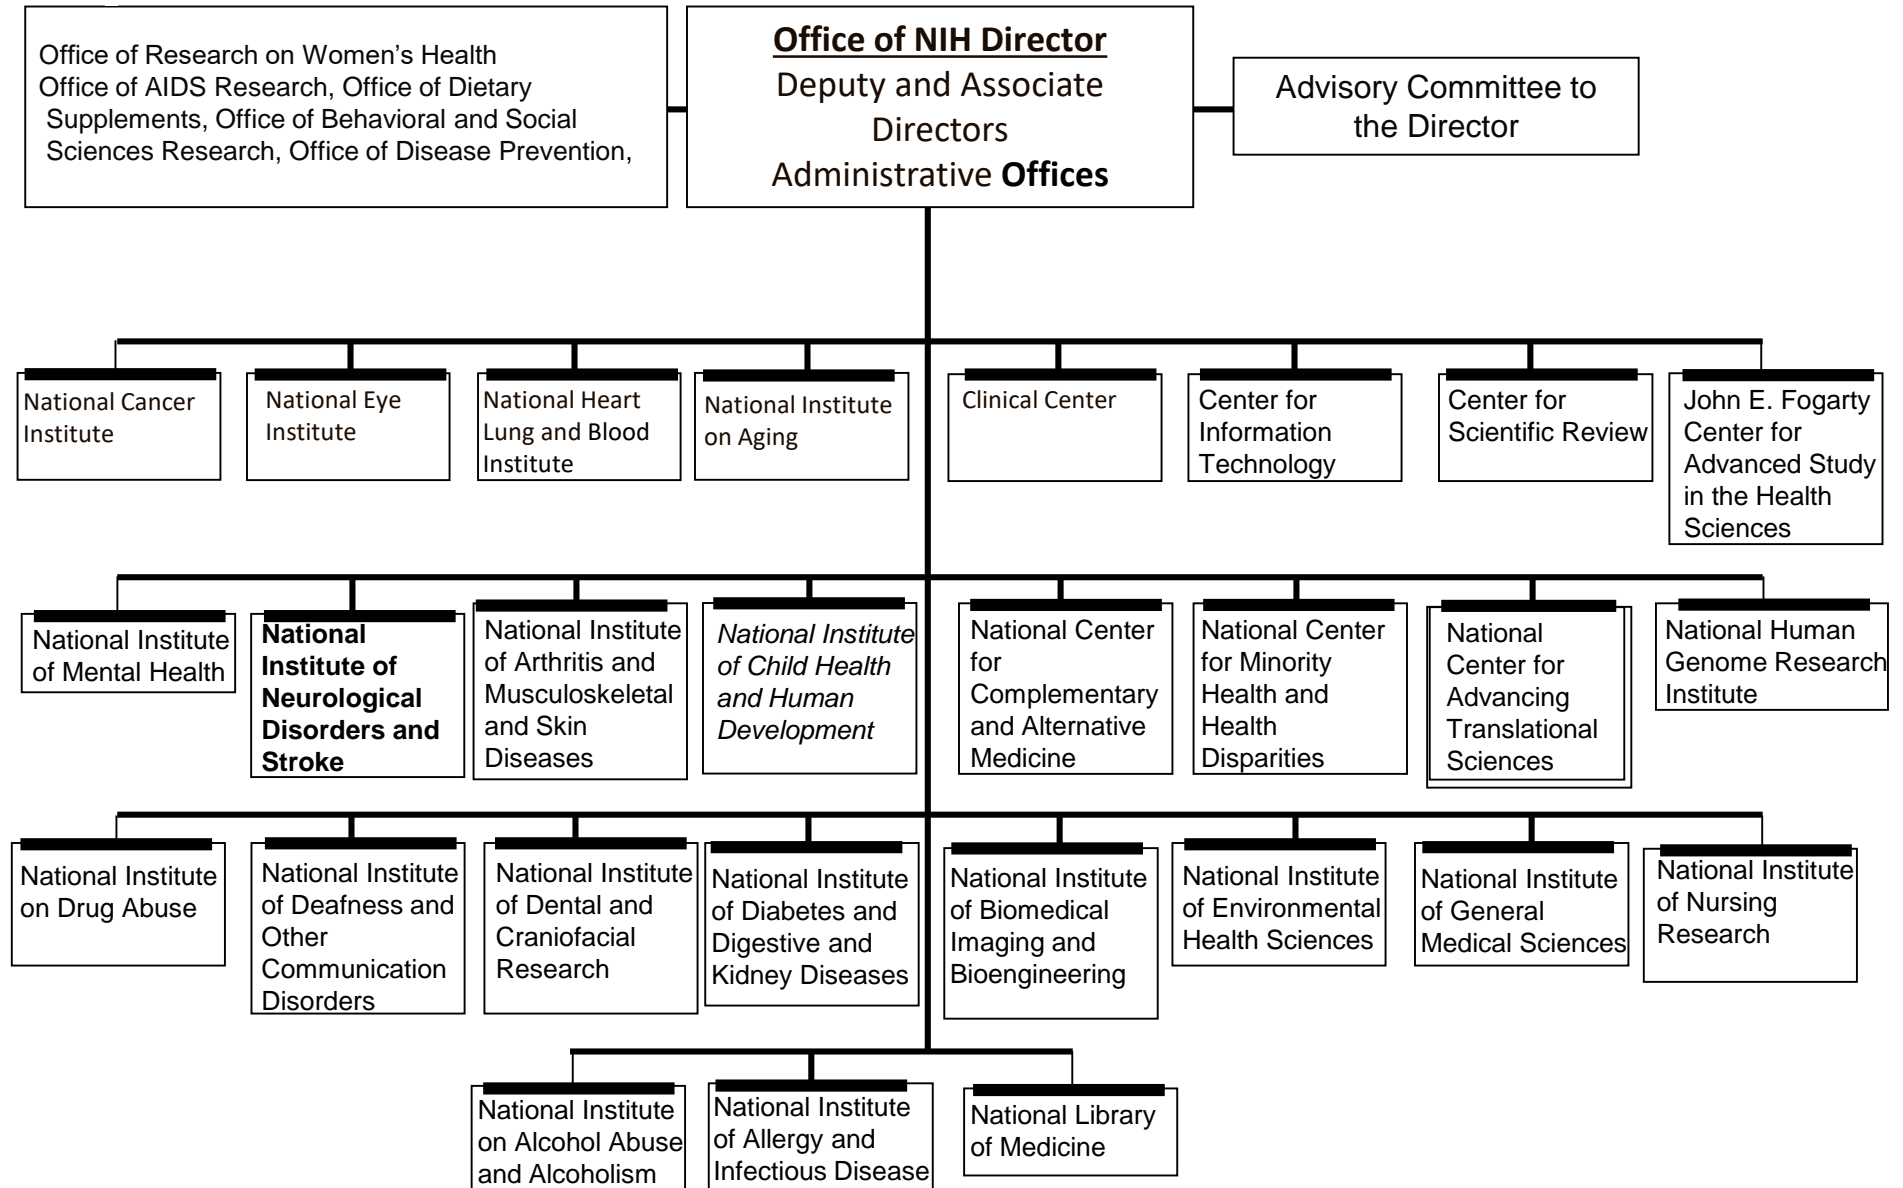 Office of Research on Women’s Health
Office of AIDS Research, Office of Dietary
Supplements, Office of Behavioral and Social
Sciences Research, Office of Disease Prevention,
Office of NIH Director
Deputy and Associate
Directors
Administrative Offices
Advisory Committee to
the Director
National Cancer
Institute
National Eye
Institute
National Heart
Lung and Blood
Institute
National Institute
on Aging
Clinical Center
Center for
Information
Technology
Center for
Scientific Review
John E. Fogarty
Center for
Advanced Study
in the Health
Sciences
National Institute
of Mental Health
National
Institute of
Neurological
Disorders and
Stroke
National Institute
of Arthritis and
Musculoskeletal
and Skin
Diseases
National Institute
of Child Health
and Human
Development
National Center
for
Complementary
and Alternative
Medicine
National Center
for Minority
Health and
Health
Disparities
National
Center for
Advancing
Translational
Sciences
National Human
Genome Research
Institute
National Institute
on Drug Abuse
National Institute
of Deafness and
Other
Communication
Disorders
National Institute
of Dental and
Craniofacial
Research
National Institute
of Diabetes and
Digestive and
Kidney Diseases
National Institute
of Biomedical
Imaging and
Bioengineering
National Institute
of Environmental
Health Sciences
National Institute
of General
Medical Sciences
National Institute
of Nursing
Research
National Institute
on Alcohol Abuse
and Alcoholism
National Institute
of Allergy and
Infectious Disease
National Library
of Medicine